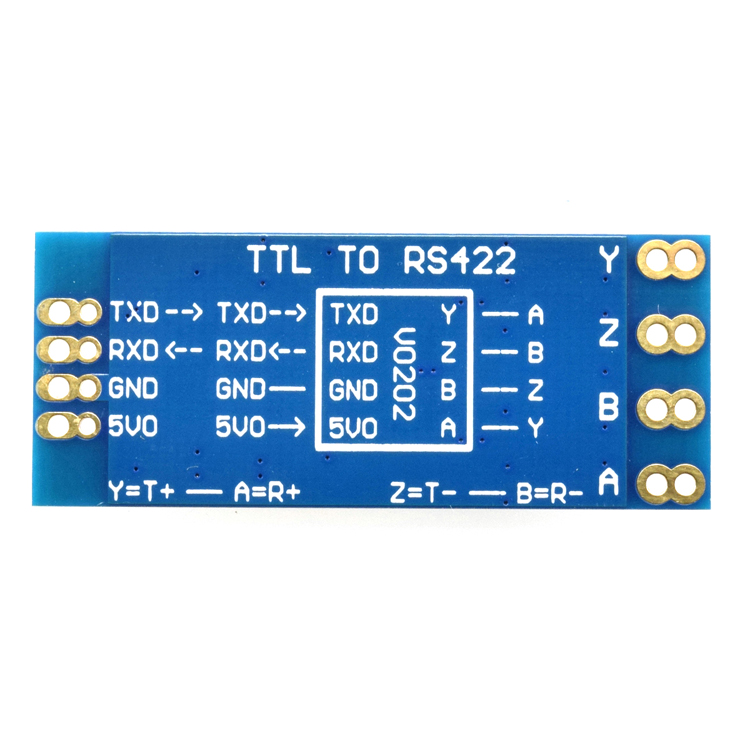 TTL TO RS422 Y
TXD--> TXD--> TXD Y — A
Z
RXD<-- RXD<-- RXD Z — B
GND GND— GND B — Z
B
5V0 5V0—> 5V0 A — Y
V0202
Y=T+ — A=R+ Z=T- — B=R- A